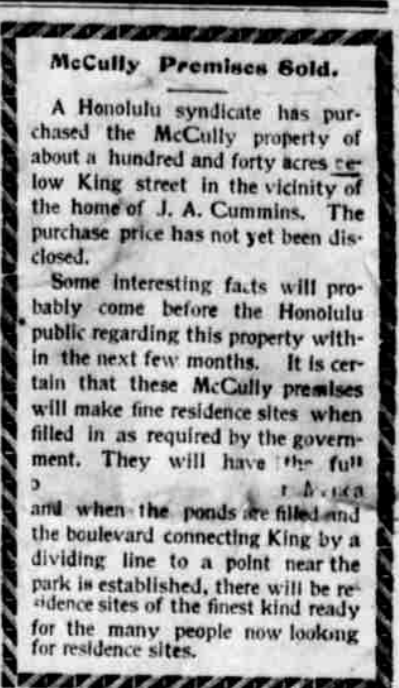 McCully Premises Sold.
A Honolulu syndicate has pur-
chased the McCully property of
about a hundred and forty acres
low King street in the vicinity of
the home of J. A. Cummins. The
purchase price has not yet been dis-
closed.
Some interesting facts will pro-
bably come before the Honolulu
public regarding this property with-
in the next few months. It is cer-
tain that these McCully premises
will make fine residence sites when
filled in as required by the govern-
ment. They will have the full
and when the ponds are filled and
the boulevard connecting King by a
dividing line to a point near the
park is established, there will be re-
sidence sites of the finest kind ready
for the many people now looking
for residence sites.